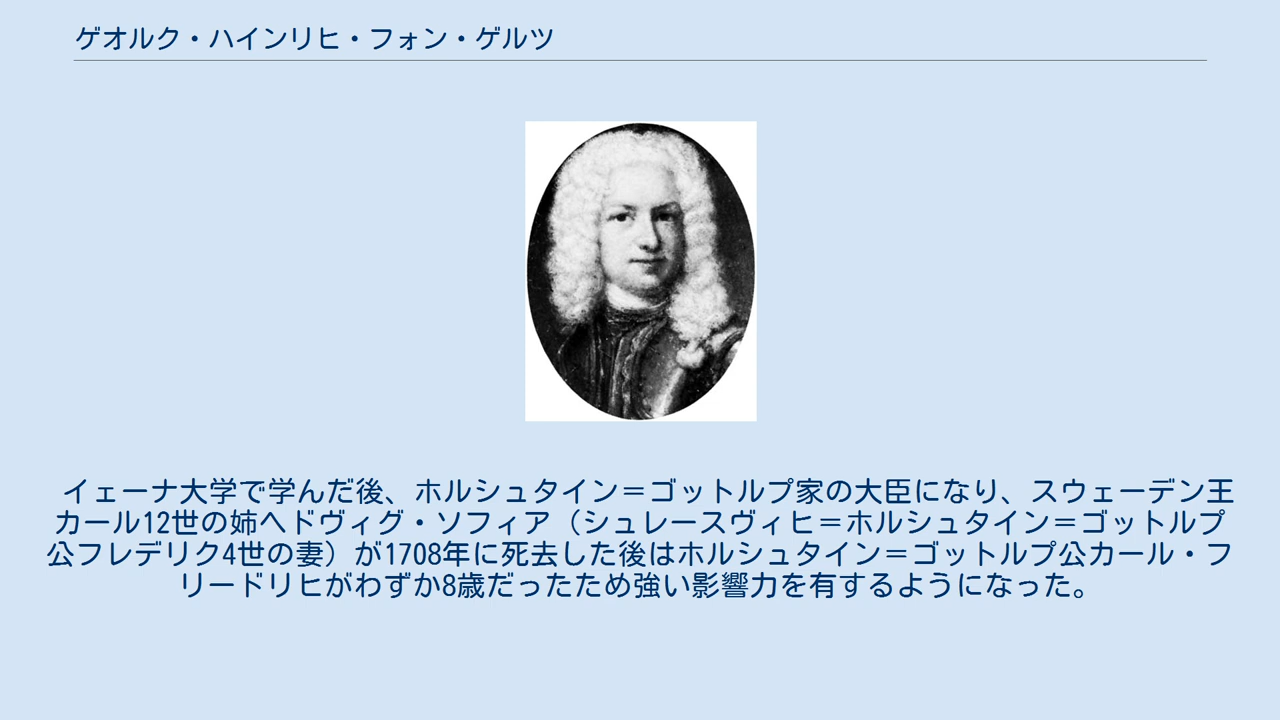 ゲオルク・ハインリヒ・フォン・ゲルツ
イェーナ大学で学んだ後、ホルシュタイン＝ゴットルプ家の大臣になり、スウェーデン王
カール12世の姉ヘドヴィグ・ソフィア（シュレースヴィヒ＝ホルシュタイン＝ゴットルプ
公フレデリク4世の妻）が1708年に死去した後はホルシュタイン＝ゴットルプ公カール・フ
リードリヒがわずか8歳だったため強い影響力を有するようになった。